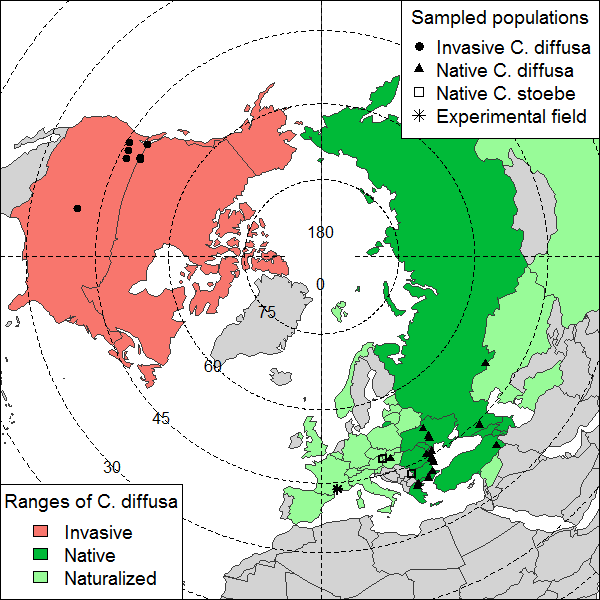 Sampled populations
Invasive C. diffusa
Native C. diffusa
Native C. stoebe
Experimental field
180
0
75
60
45
30
Ranges of C. diffusa
Invasive
Native
Naturalized